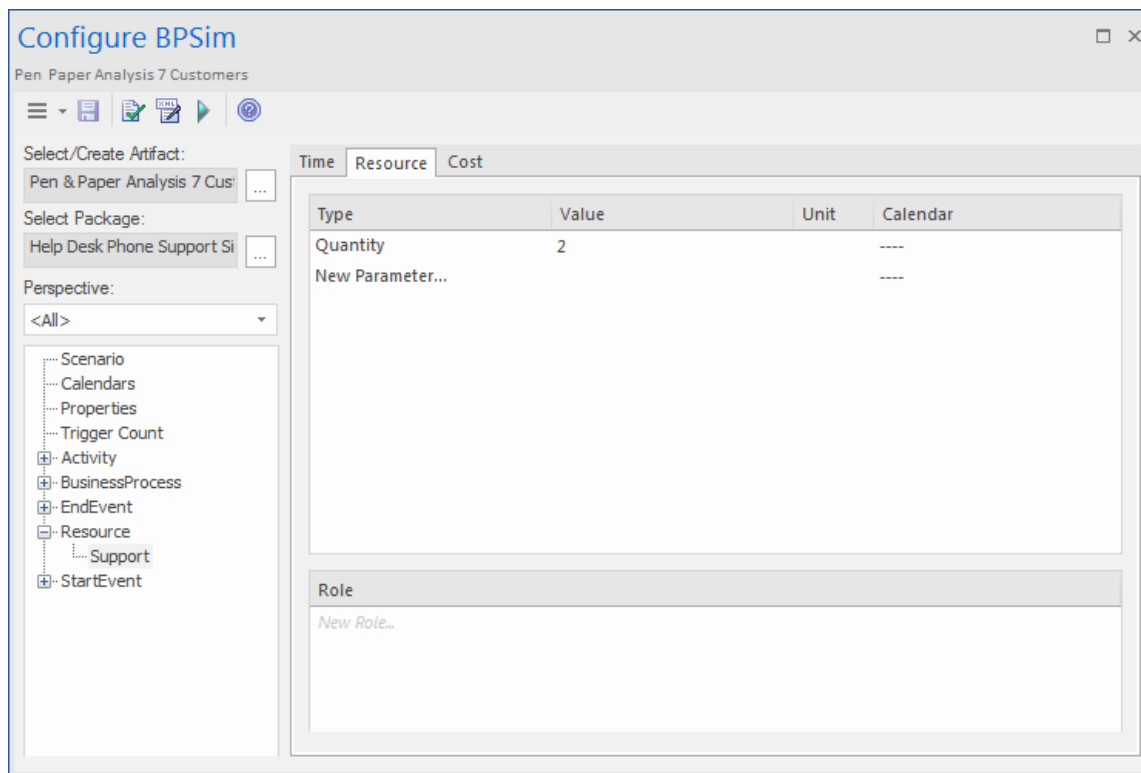 Configure BPSim
Pen Paper Analysis 7 Customers
Select/Create Artifact:
Pen & Paper Analysis 7 Cus
...
Select Package:
Help Desk Phone Support Si
...
Perspective:
<All>
Scenario
Calendars
Properties
Trigger Count
Activity
BusinessProcess
EndEvent
Resource
Support
StartEvent
Time Resource Cost
Type Value Unit Calendar
Quantity 2 ----
New Parameter... ----
Role
New Role...